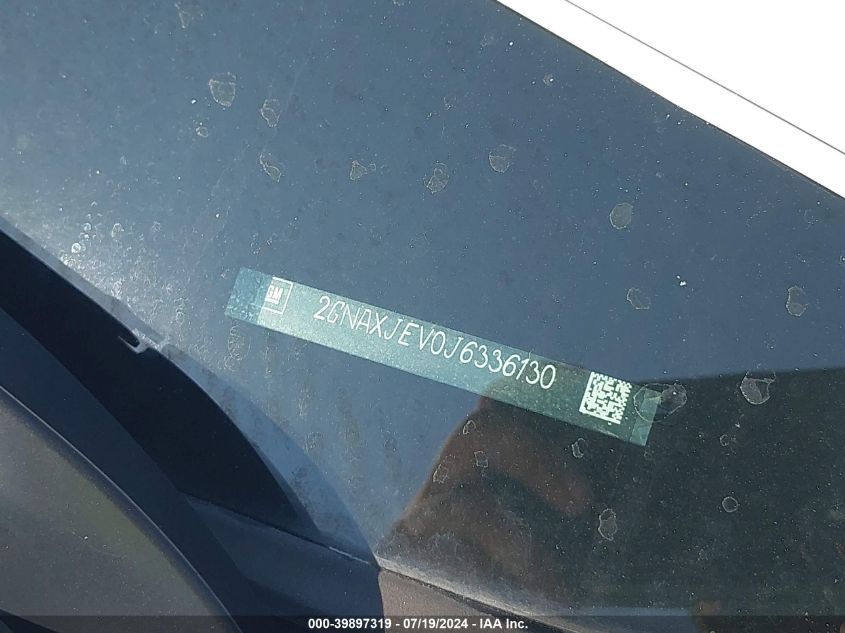 GM
2GNAXJEV0J6336130
000-39897319 / 07/19/2024 - IAA Inc.